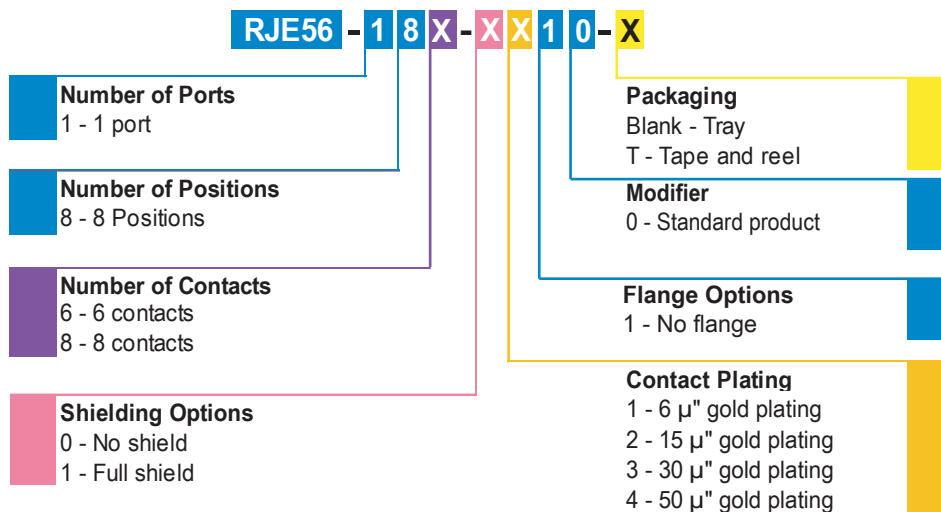 RJE56 - 1 8 X - X X 1 0 - X
Number of Ports
1 - 1 port
Number of Positions
8 - 8 Positions
Number of Contacts
6 - 6 contacts
8 - 8 contacts
Shielding Options
0 - No shield
1 - Full shield
Packaging
Blank - Tray
T - Tape and reel
Modifier
0 - Standard product
Flange Options
1 - No flange
Contact Plating
1 - 6 µ" gold plating
2 - 15 µ" gold plating
3 - 30 µ" gold plating
4 - 50 µ" gold plating